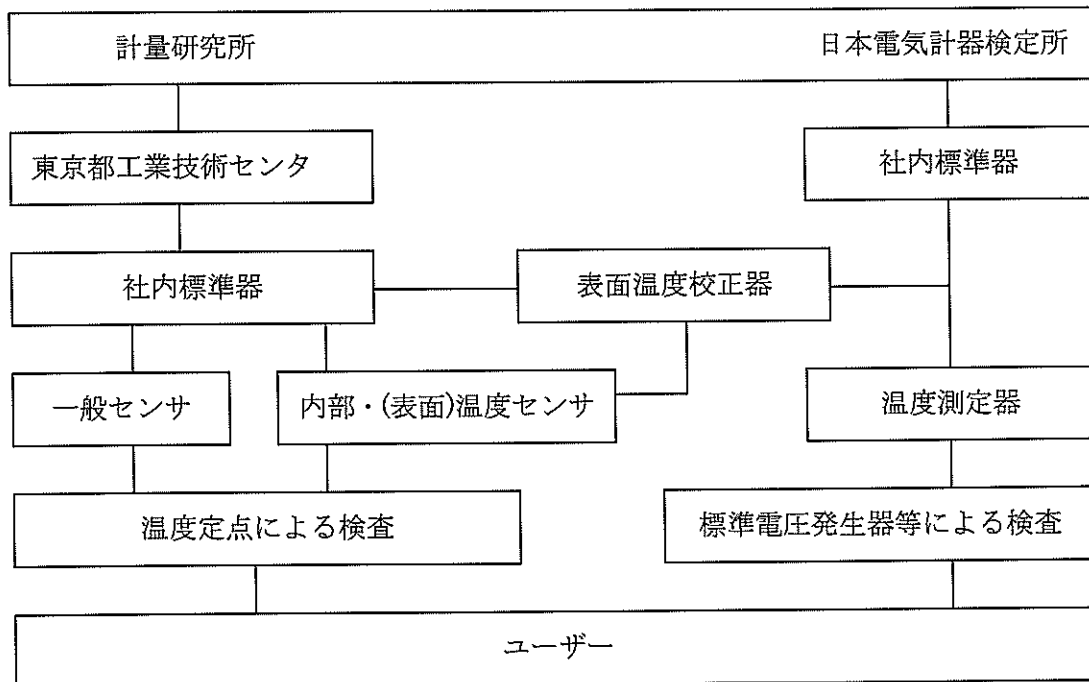 計量研究所
日本電気計器検定所
東京都工業技術センタ
社内標準器
社内標準器
表面温度校正器
一般センサ
内部・(表面)温度センサ
温度測定器
温度定点による検査
標準電圧発生器等による検査
ユーザー